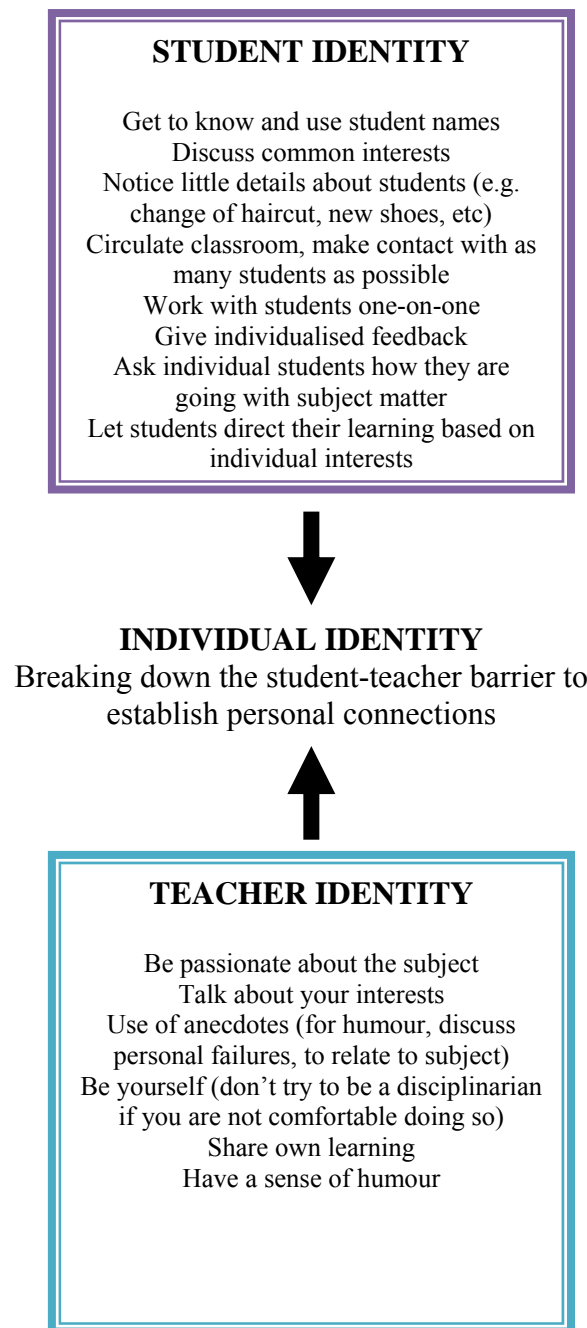 STUDENT IDENTITY
Get to know and use student names
Discuss common interests
Notice little details about students (e.g.
change of haircut, new shoes, etc)
Circulate classroom, make contact with as
many students as possible
Work with students one-on-one
Give individualised feedback
Ask individual students how they are
going with subject matter
Let students direct their learning based on
individual interests
INDIVIDUAL IDENTITY
Breaking down the student-teacher barrier to
establish personal connections
TEACHER IDENTITY
Be passionate about the subject
Talk about your interests
Use of anecdotes (for humour, discuss
personal failures, to relate to subject)
Be yourself (don’t try to be a disciplinarian
if you are not comfortable doing so)
Share own learning
Have a sense of humour